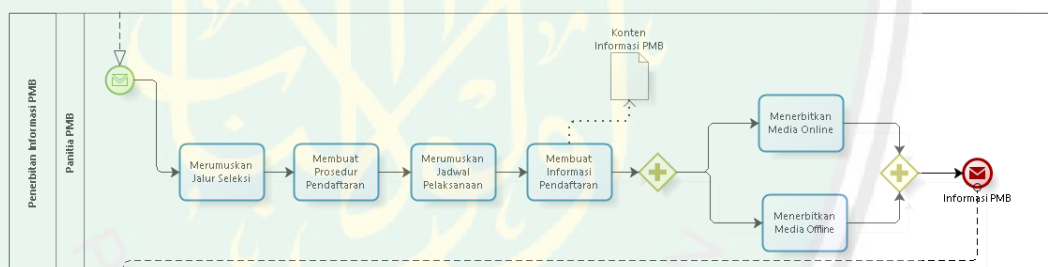 Penerbitan Informasi PMB
Panitia PMB
Konten
Informasi PMB
Merumuskan
Jalur Seleksi
Membuat
Prosedur
Pendaftaran
Merumuskan
Jadwal
Pelaksanaan
Membuat
Informasi
Pendaftaran
Menerbitkan
Media Online
Menerbitkan
Media Offline
Informasi PMB